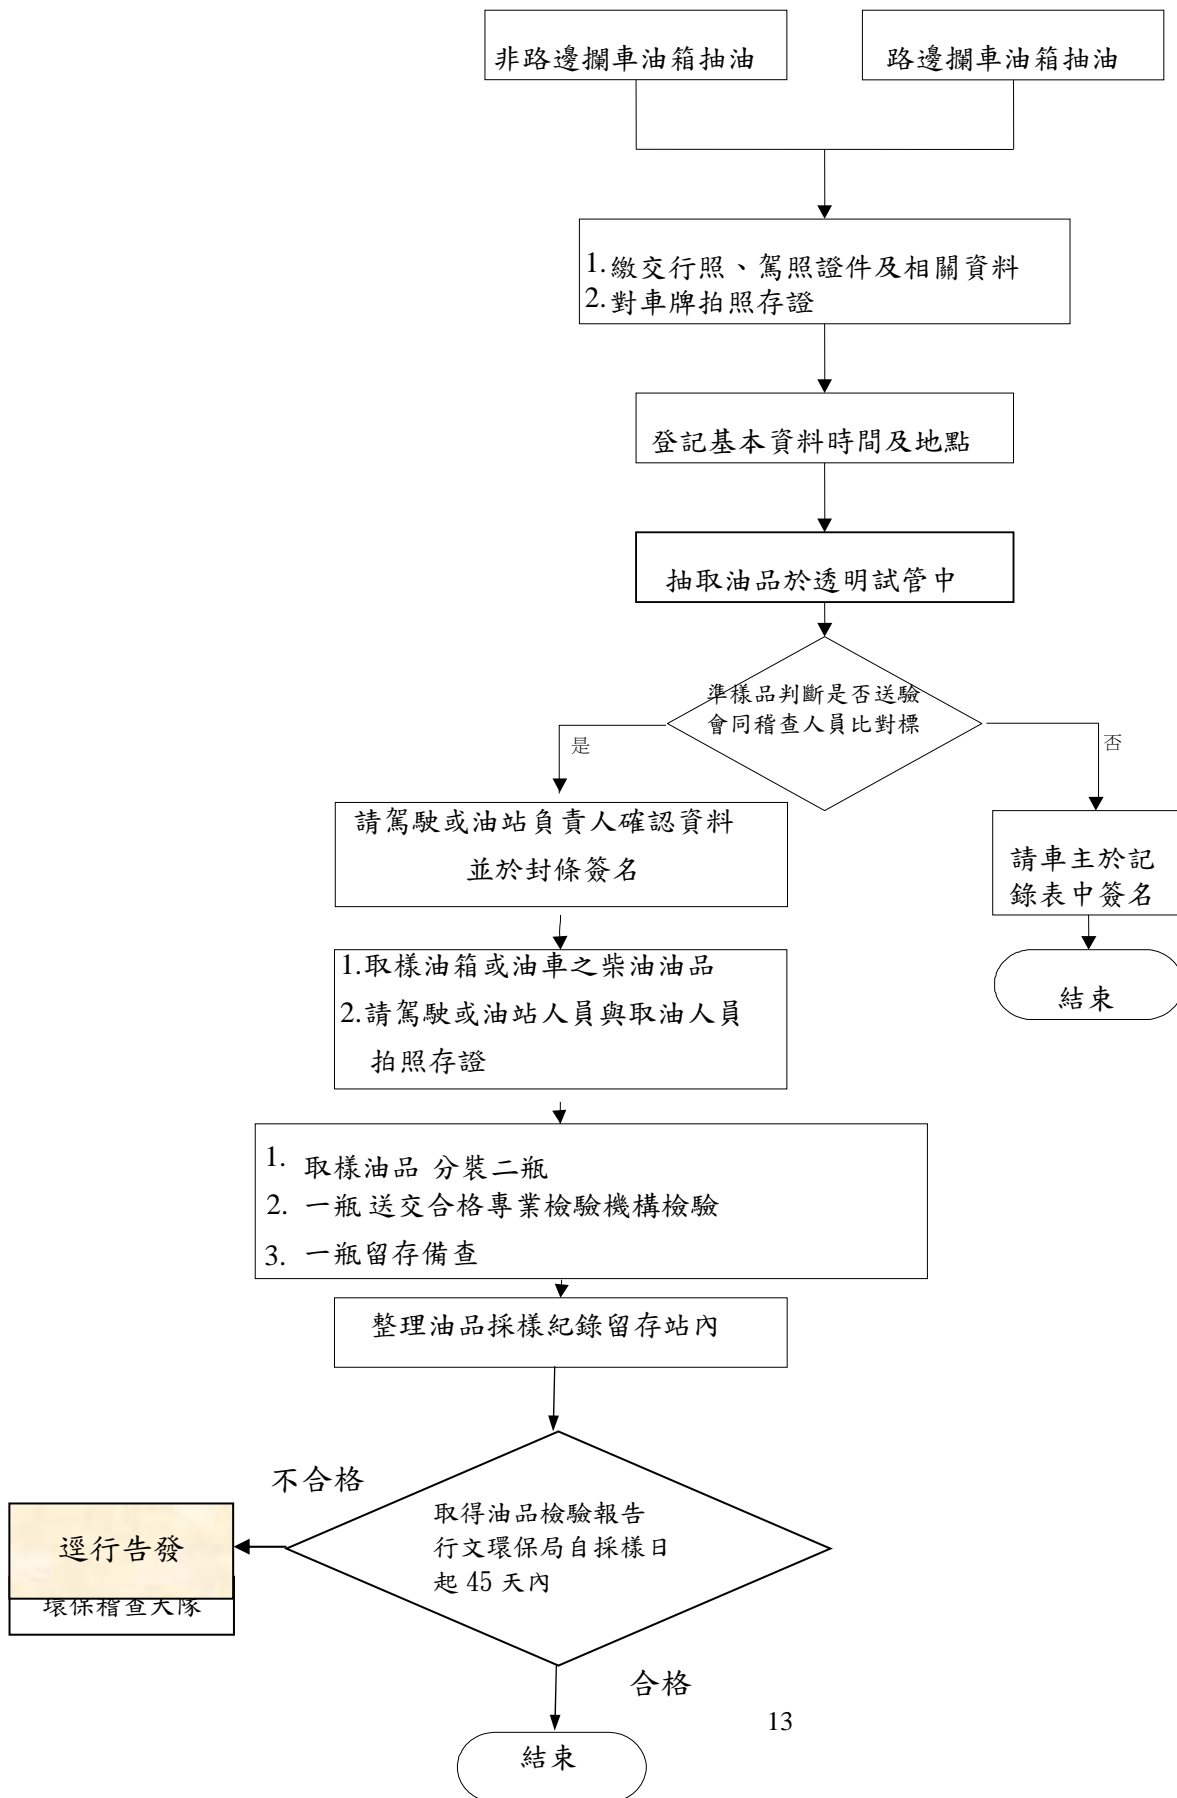 非路邊攔車油箱抽油
路邊攔車油箱抽油
1.繳交行照、駕照證件及相關資料
2.對車牌拍照存證
登記基本資料時間及地點
抽取油品於透明試管中
準樣品判斷是否送驗
會同稽查人員比對標
是
否
請駕駛或油站負責人確認資料
並於封條簽名
請車主於記
錄表中簽名
1.取樣油箱或油車之柴油油品
2.請駕駛或油站人員與取油人員
拍照存證
結束
1. 取樣油品 分裝二瓶
2. 一瓶 送交合格專業檢驗機構檢驗
3. 一瓶留存備查
整理油品採樣紀錄留存站內
不合格
取得油品檢驗報告
行文環保局自採樣日
起 45 天內
逕行告發
環保稽查大隊
合格
13
結束